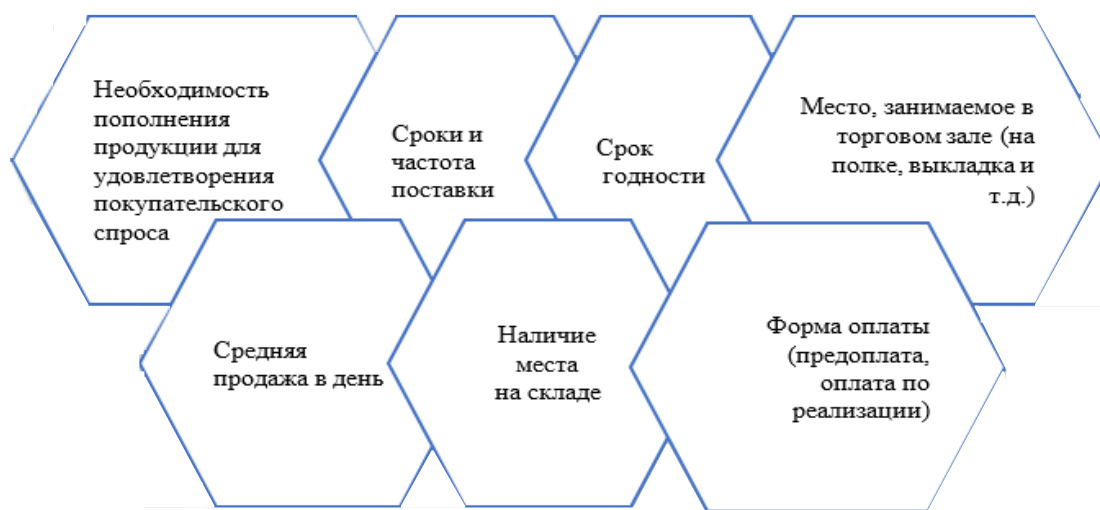 Необходимость
пополнения
продукции для
удовлетворения
покупательского
спроса
Сроки и
частота
поставки
Срок
годности
Место, занимаемое в
торговом зале (на
полке, выкладка и
т.д.)
Средняя
продажа в день
Наличие
места
на складе
Форма оплаты
(предоплата,
оплата по
реализации)